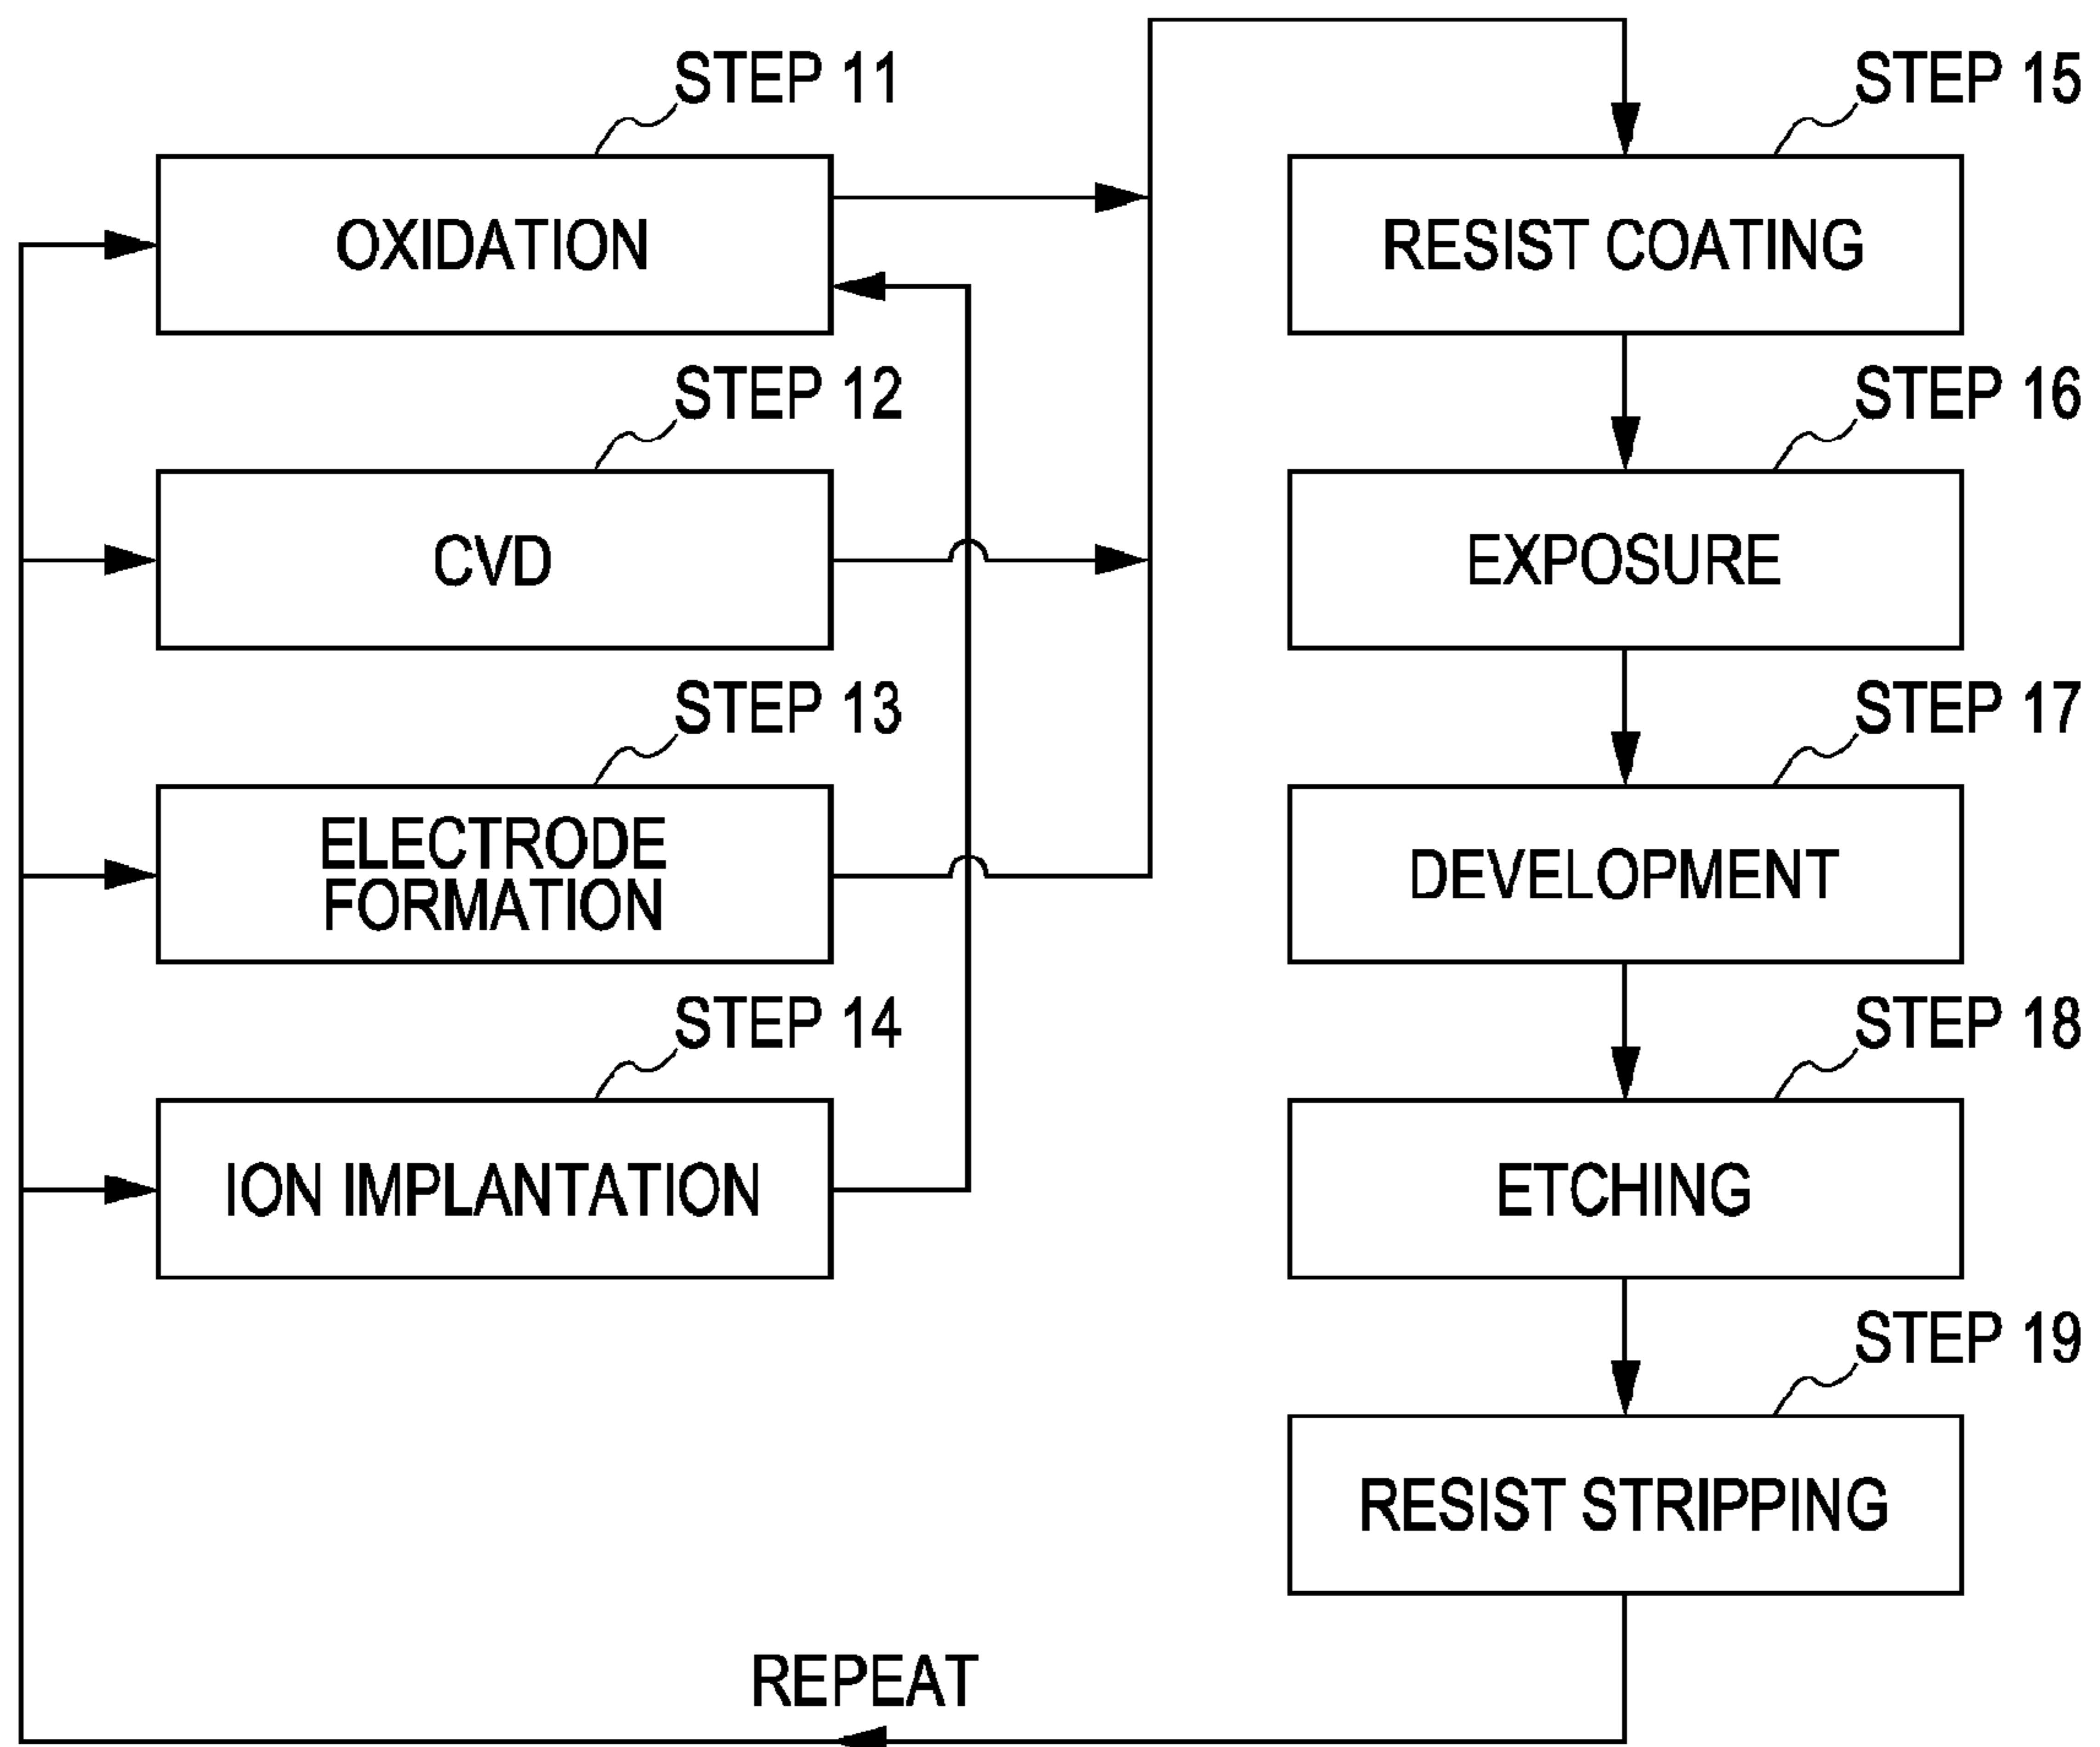 STEP 11
OXIDATION
STEP 12
CVD
STEP 13
ELECTRODE
FORMATION
STEP 14
ION IMPLANTATION
STEP 15
RESIST COATING
STEP 16
EXPOSURE
STEP 17
DEVELOPMENT
STEP 18
ETCHING
STEP 19
RESIST STRIPPING
REPEAT